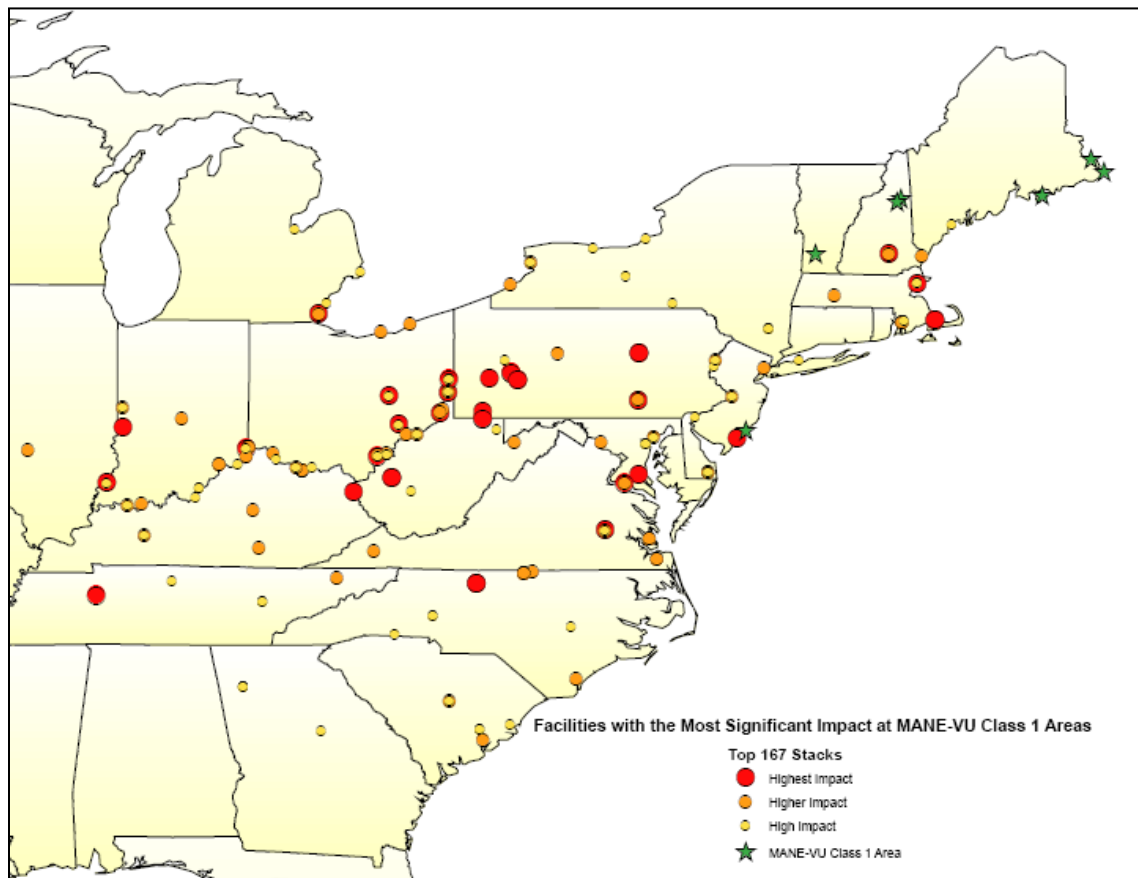 Facilities with the Most Significant Impact at MANE-VU Class 1 Areas
Top 167 Stacks
Highest Impact
Higher Impact
High Impact
MANE-VU Class 1 Area